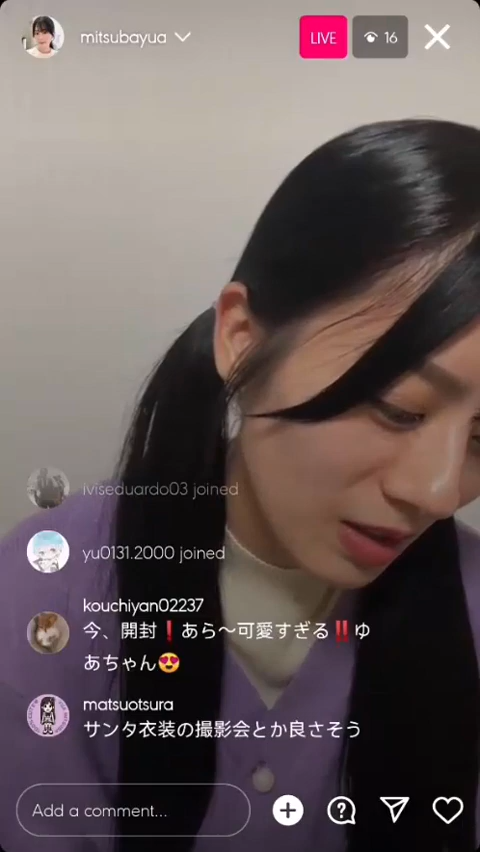 mitsubayua
LIVE
16
iviseduardo03 joined
yu0131.2000 joined
kouchiyan02237
今、開封❗あら〜可愛すぎる‼️ゆ
あちゃん😍
matsuotsura
サンタ衣装の撮影会とか良さそう
Add a comment...